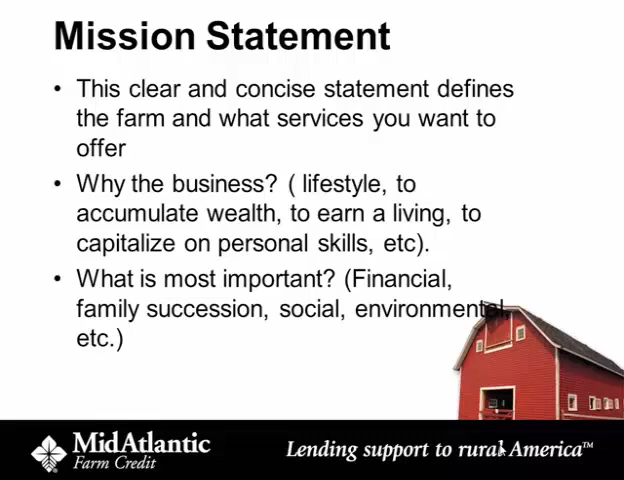 Mission Statement
• This clear and concise statement defines
the farm and what services you want to
offer
• Why the business? ( lifestyle, to
accumulate wealth, to earn a living, to
capitalize on personal skills, etc).
• What is most important? (Financial,
family succession, social, environmental,
etc.)
MidAtlantic
Farm Credit
Lending support to rural America™